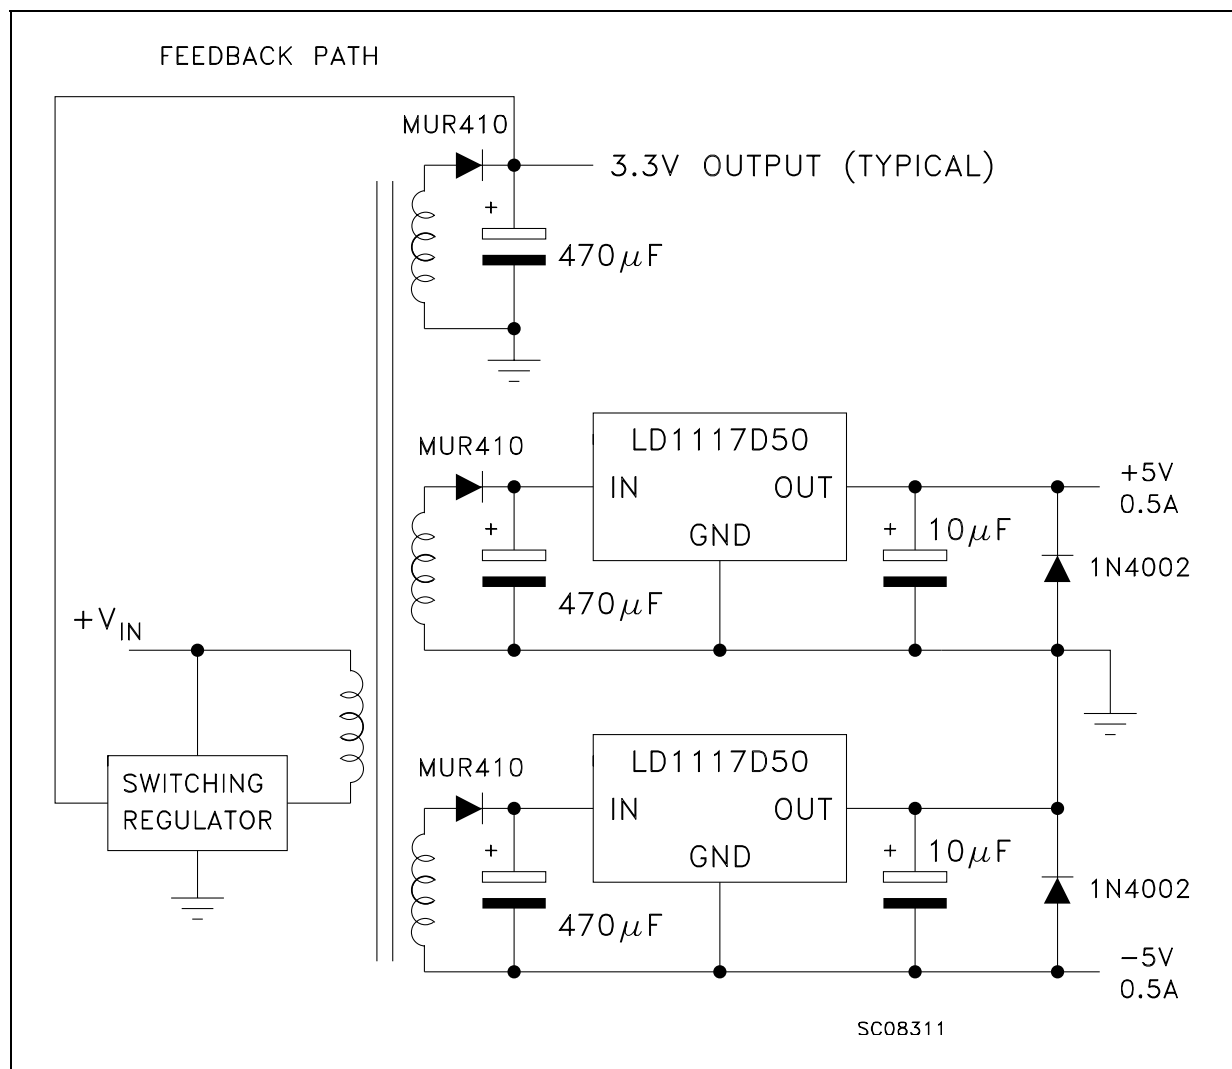 FEEDBACK PATH
MUR410
3.3V OUTPUT (TYPICAL)
+
470μF
MUR410
LD1117D50
IN OUT
GND
+
470μF
+
10μF
+5V
0.5A
1N4002
+VIN
SWITCHING
REGULATOR
MUR410
LD1117D50
IN OUT
GND
+
470μF
+
10μF
1N4002
-5V
0.5A
SC08311